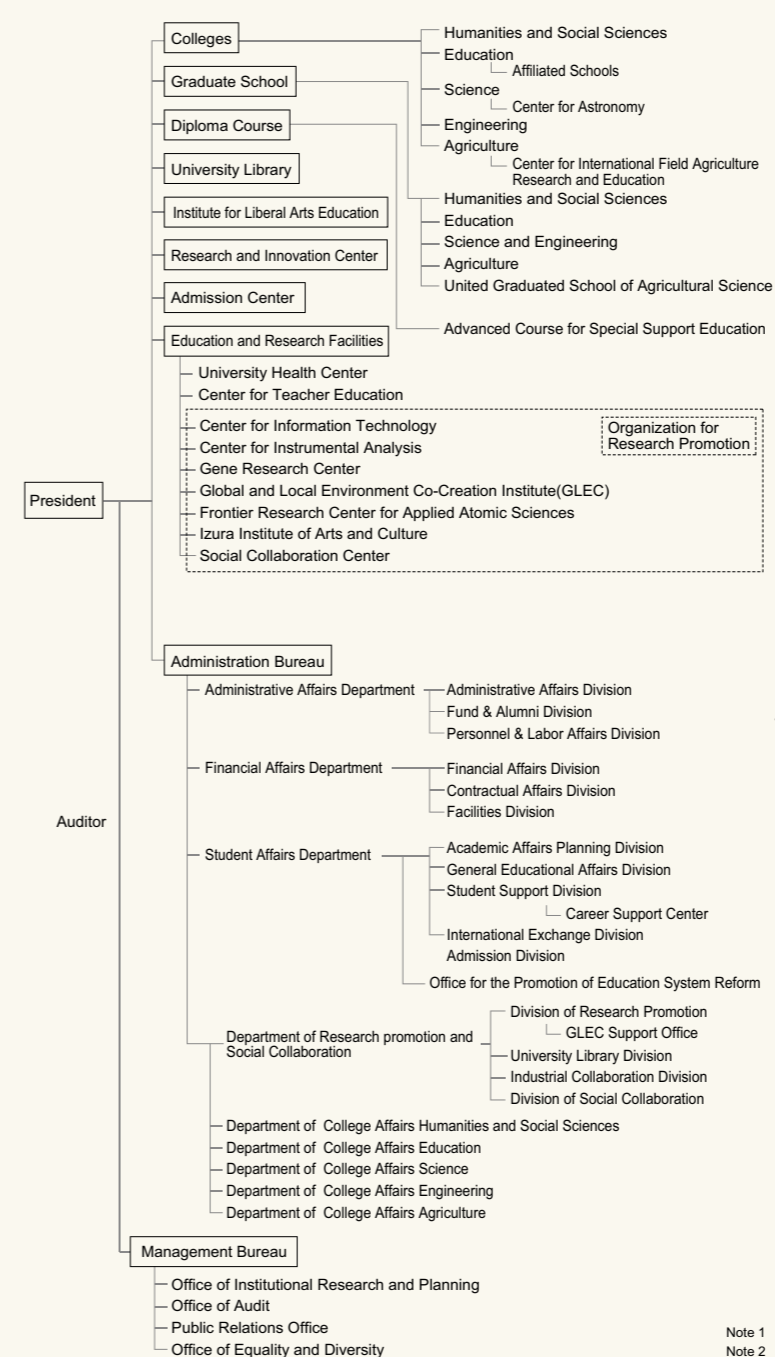 Colleges
Humanities and Social Sciences
Education
Affiliated Schools
Science
Center for Astronomy
Engineering
Agriculture
Center for International Field Agriculture
Research and Education
Graduate School
Humanities and Social Sciences
Education
Science and Engineering
Agriculture
United Graduated School of Agricultural Science
Diploma Course
Advanced Course for Special Support Education
University Library
Institute for Liberal Arts Education
Research and Innovation Center
Admission Center
Education and Research Facilities
University Health Center
Center for Teacher Education
Organization for
Research Promotion
Center for Information Technology
Center for Instrumental Analysis
Gene Research Center
Global and Local Environment Co-Creation Institute(GLEC)
Frontier Research Center for Applied Atomic Sciences
Izura Institute of Arts and Culture
Social Collaboration Center
President
Administration Bureau
Administrative Affairs Department
Administrative Affairs Division
Fund & Alumni Division
Personnel & Labor Affairs Division
Financial Affairs Department
Financial Affairs Division
Contractual Affairs Division
Facilities Division
Auditor
Student Affairs Department
Academic Affairs Planning Division
General Educational Affairs Division
Student Support Division
Career Support Center
International Exchange Division
Admission Division
Office for the Promotion of Education System Reform
Department of Research promotion and
Social Collaboration
Division of Research Promotion
GLEC Support Office
University Library Division
Industrial Collaboration Division
Division of Social Collaboration
Department of College Affairs Humanities and Social Sciences
Department of College Affairs Education
Department of College Affairs Science
Department of College Affairs Engineering
Department of College Affairs Agriculture
Management Bureau
Office of Institutional Research and Planning
Office of Audit
Public Relations Office
Office of Equality and Diversity
Note 1
Note 2